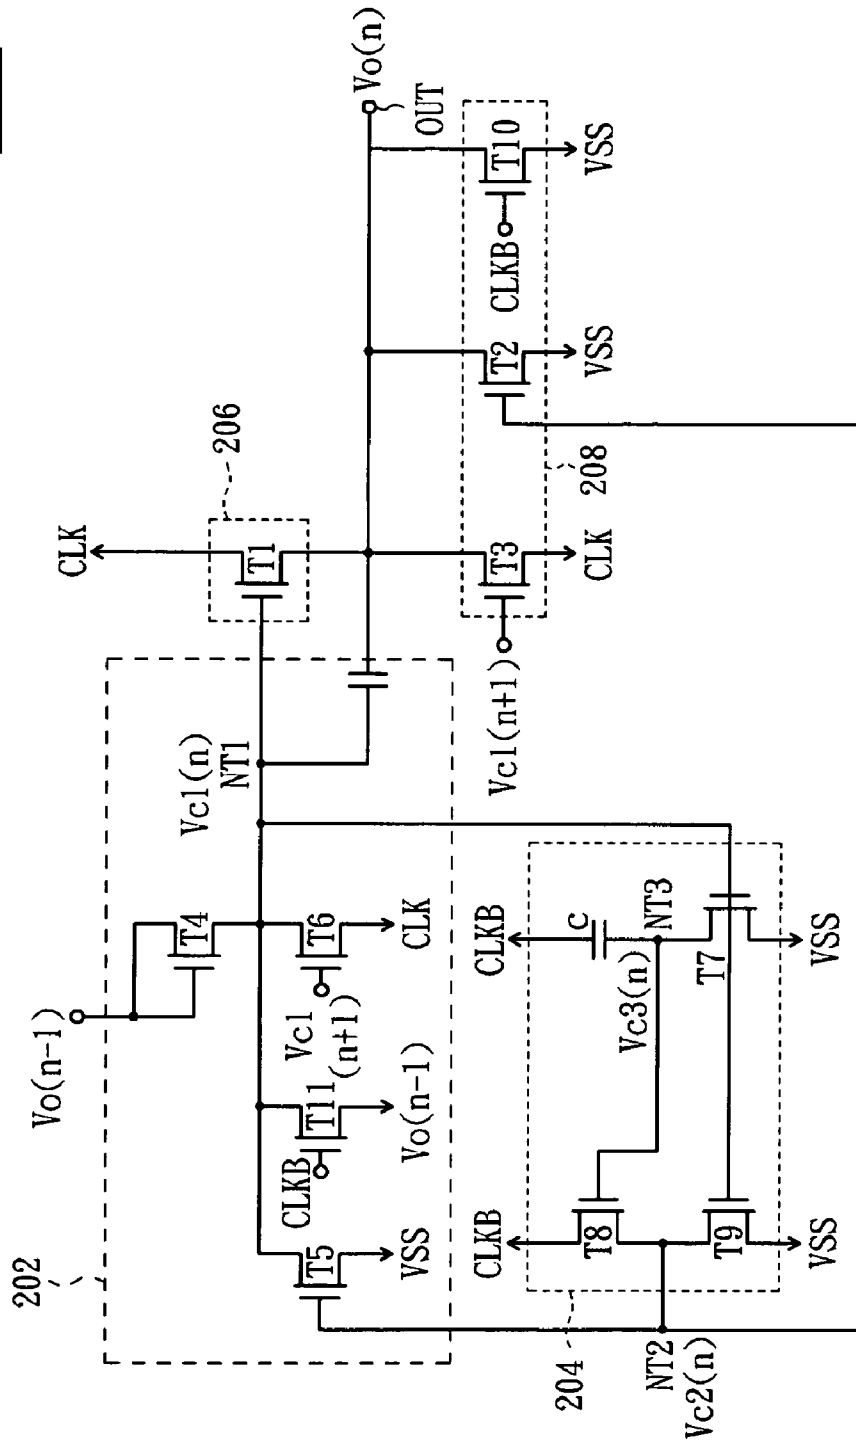 202
Vo(n-1)
Vc1(n)
NT1
CLK
206
T4
T1
Vo(n)
OUT
T5
VSS
CLKB
T11
Vo(n-1)
Vc1
(n+1)
T6
CLK
Vc1(n+1)
T3
CLK
T2
VSS
CLKB
T10
VSS
208
CLKB
CLKB
C
T8
Vc3(n)
NT3
T7
T9
VSS
VSS
204
NT2
Vc2(n)